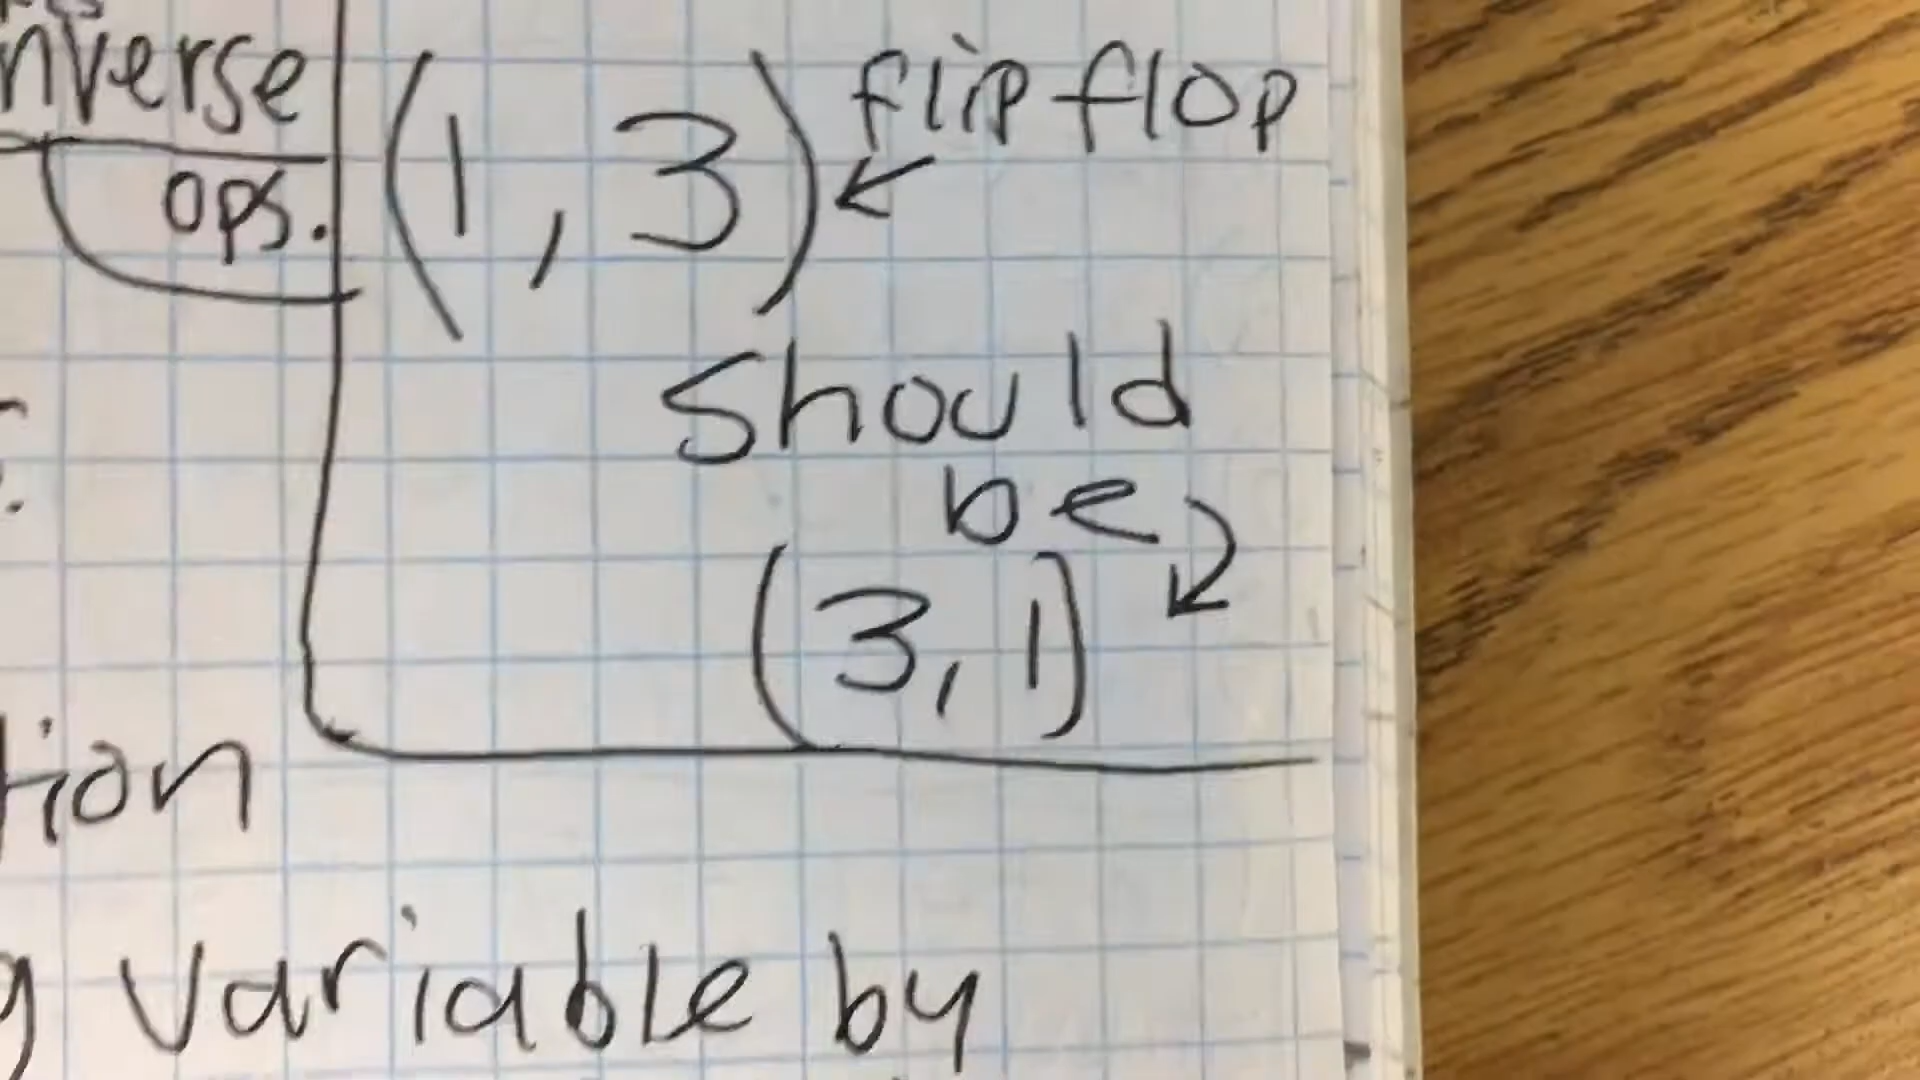 nverse
ops.
(1, 3) flip flop
should
be
(3, 1)
tion
g variable by